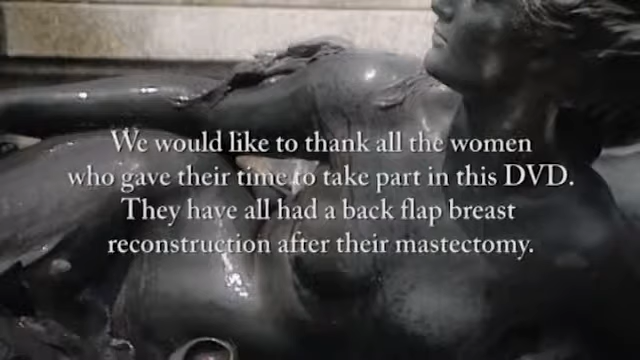 We would like to thank all the women
who gave their time to take part in this DVD.
They have all had a back flap breast
reconstruction after their mastectomy.